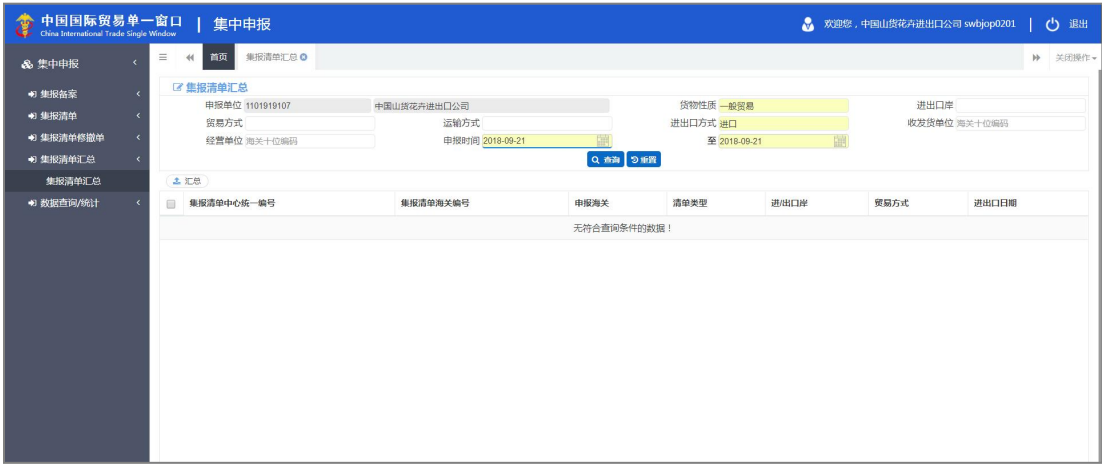 中国国际贸易单一窗口 | 集中申报 欢迎您，中国山货花卉进出口公司 swbjop0201 | 退出
China International Trade Single Window
集中申报 首页 集报清单汇总 关闭操作
集报备案
集报清单
集报清单修撤单
集报清单汇总
集报清单汇总
数据查询/统计
集报清单汇总
申报单位 1101919107 中国山货花卉进出口公司 货物性质 一般贸易 进出口岸
贸易方式 运输方式 进出口方式 进口 收发货单位 海关十位编码
经营单位 海关十位编码 申报时间 2018-09-21 至 2018-09-21
查询 重置
汇总
集报清单中心统一编号 集报清单海关编号 申报海关 清单类型 进/出口岸 贸易方式 进出口日期
无符合查询条件的数据！